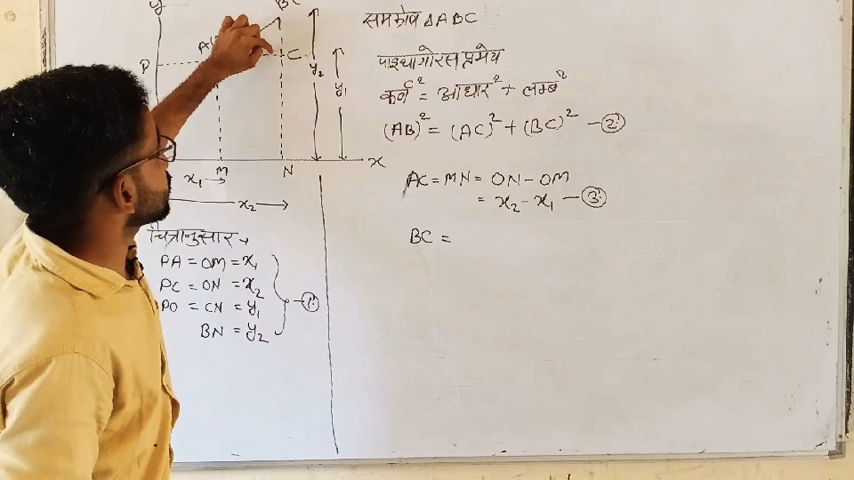 y
P
C
y₂
y₁
x
x₁ →
M
N
x₂
चित्रानुसार,
PA = OM = x₁
PC = ON = x₂
PO = CN = y₁
BN = y₂
—①
समकोण ΔABC
पाइथागोरस प्रमेय
कर्ण² = आधार² + लम्ब²
(AB)² = (AC)² + (BC)² —②
AC = MN = ON - OM
= x₂ - x₁ —③
BC =